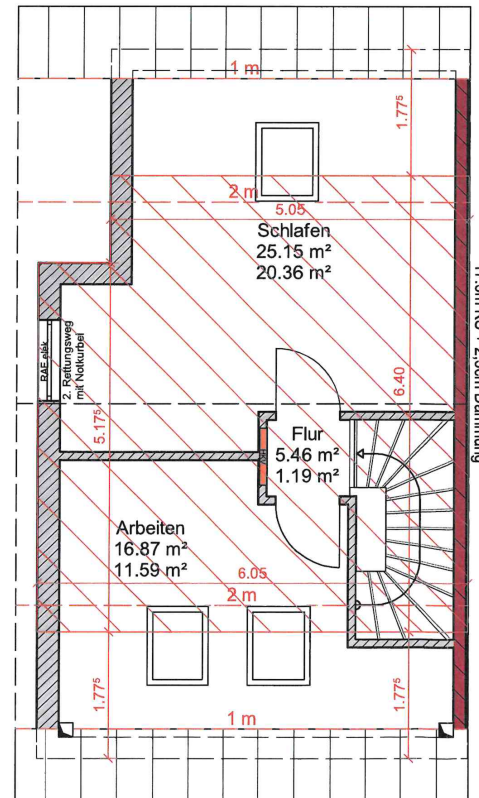 1 m
1.77⁵
2 m
5.05
Schlafen
25.15 m²
20.36 m²
RAE elek.
2. Rettungsweg
mit Notkurbel
5.17⁵
6.40
Flur
5.46 m²
1.19 m²
Arbeiten
16.87 m²
11.59 m²
6.05
2 m
1.77⁵
1.77⁵
1 m